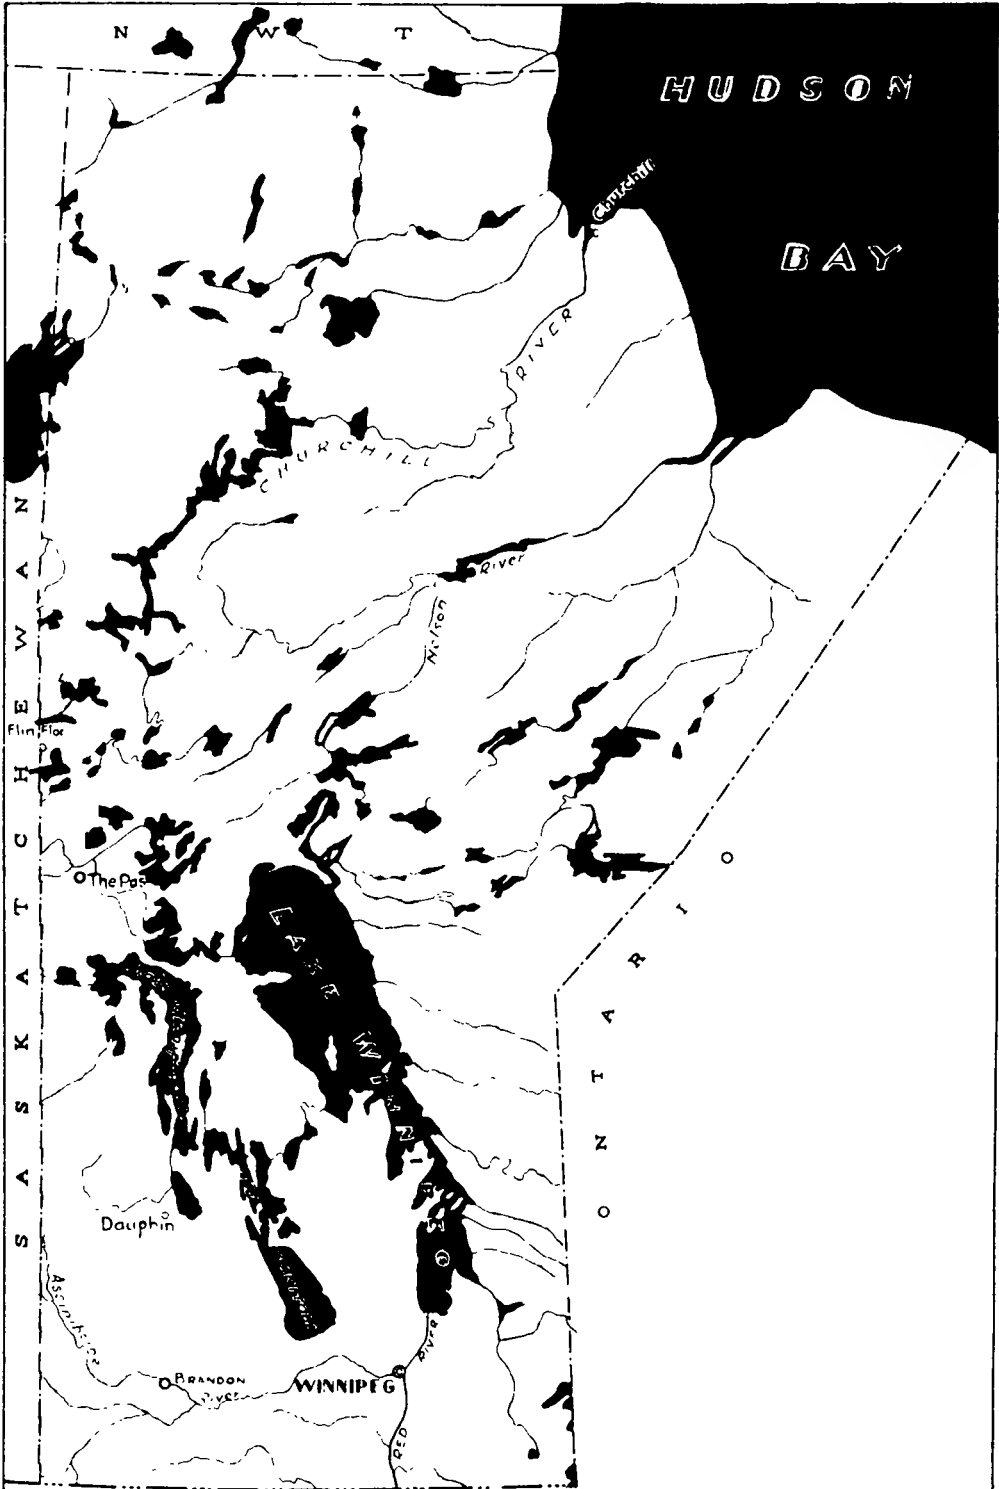 N W T
HUDSON
BAY
Churchill
CHURCHILL RIVER
Nelson River
SASKATCHEWAN
Flin Flon
The Pas
LAKE WINNIPEG
ONTARIO
Dauphin
Assiniboine River
BRANDON
WINNIPEG
RED RIVER